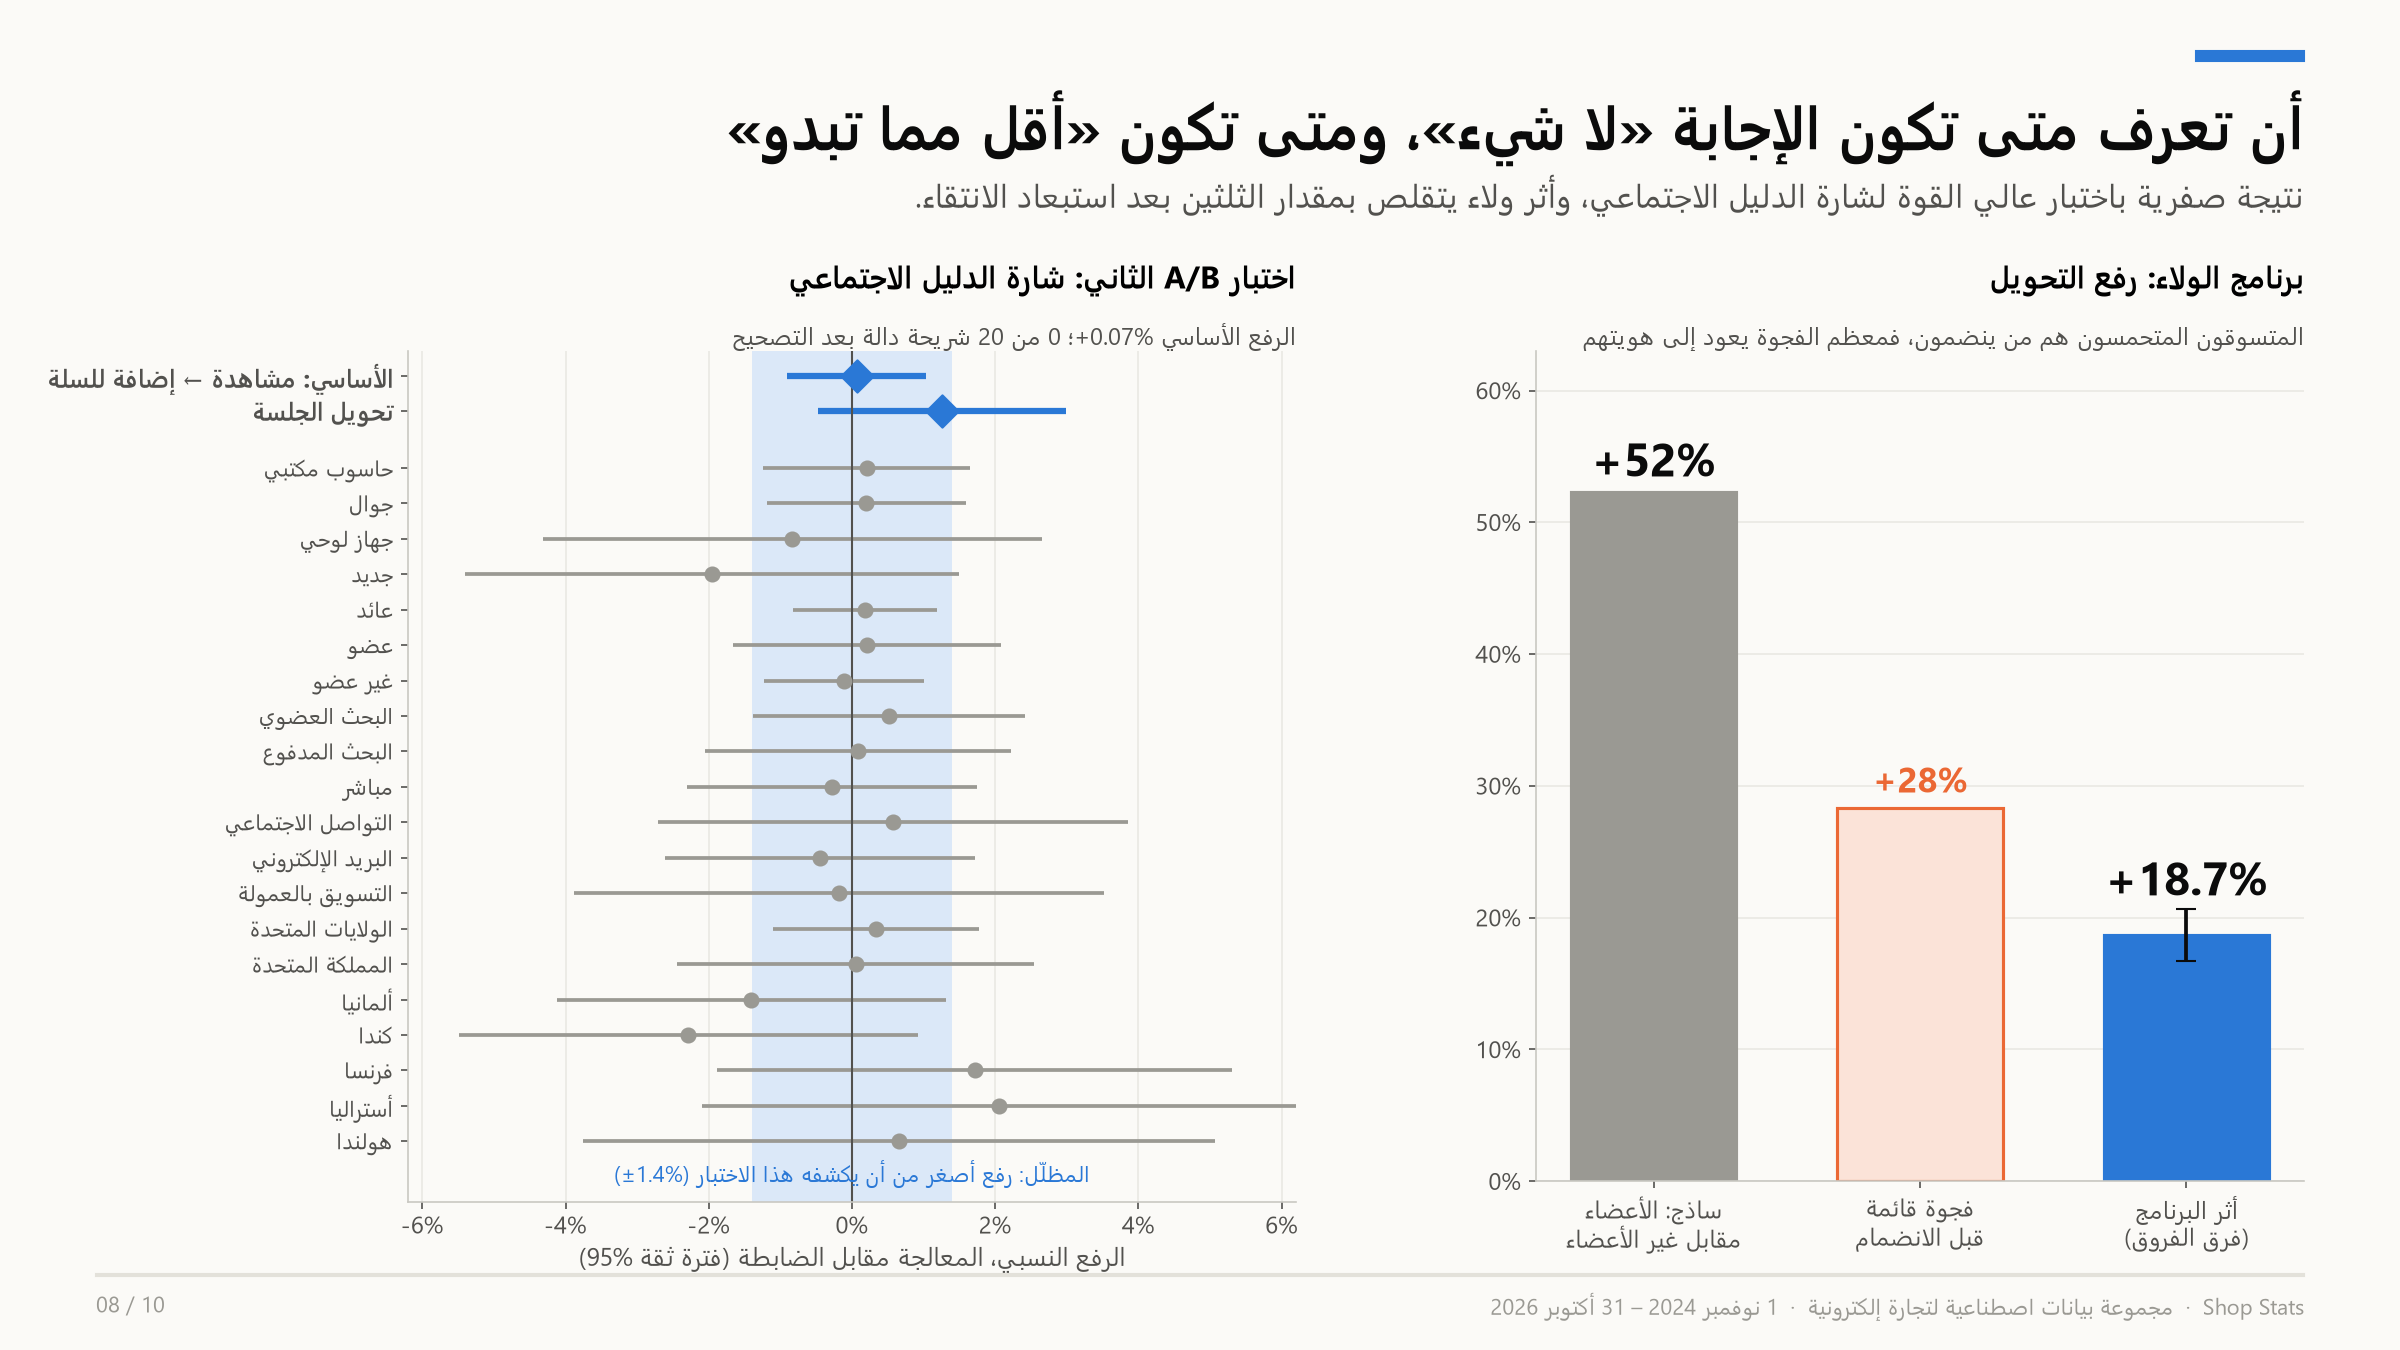 أن تعرف متى تكون الإجابة «لا شيء»، ومتى تكون «أقل مما تبدو»
نتيجة صفرية باختبار عالي القوة لشارة الدليل الاجتماعي، وأثر ولاء يتقلص بمقدار الثلثين بعد استبعاد الانتقاء.
برنامج الولاء: رفع التحويل
المتسوقون المتحمسون هم من ينضمون، فمعظم الفجوة يعود إلى هويتهم
60%
50%
40%
30%
20%
10%
0%
+52%
+28%
+18.7%
ساذج: الأعضاء
مقابل غير الأعضاء
فجوة قائمة
قبل الانضمام
أثر البرنامج
(فرق الفروق)
اختبار A/B الثاني: شارة الدليل الاجتماعي
الرفع الأساسي %0.07+؛ 0 من 20 شريحة دالة بعد التصحيح
الأساسي: مشاهدة ← إضافة للسلة
تحويل الجلسة
حاسوب مكتبي
جوال
جهاز لوحي
جديد
عائد
عضو
غير عضو
البحث العضوي
البحث المدفوع
مباشر
التواصل الاجتماعي
البريد الإلكتروني
التسويق بالعمولة
الولايات المتحدة
المملكة المتحدة
ألمانيا
كندا
فرنسا
أستراليا
هولندا
المظلّل: رفع أصغر من أن يكشفه هذا الاختبار (±1.4%)
-6%
-4%
-2%
0%
2%
4%
6%
الرفع النسبي، المعالجة مقابل الضابطة (فترة ثقة 95%)
Shop Stats · مجموعة بيانات اصطناعية لتجارة إلكترونية · 1 نوفمبر 2024 – 31 أكتوبر 2026
08 / 10